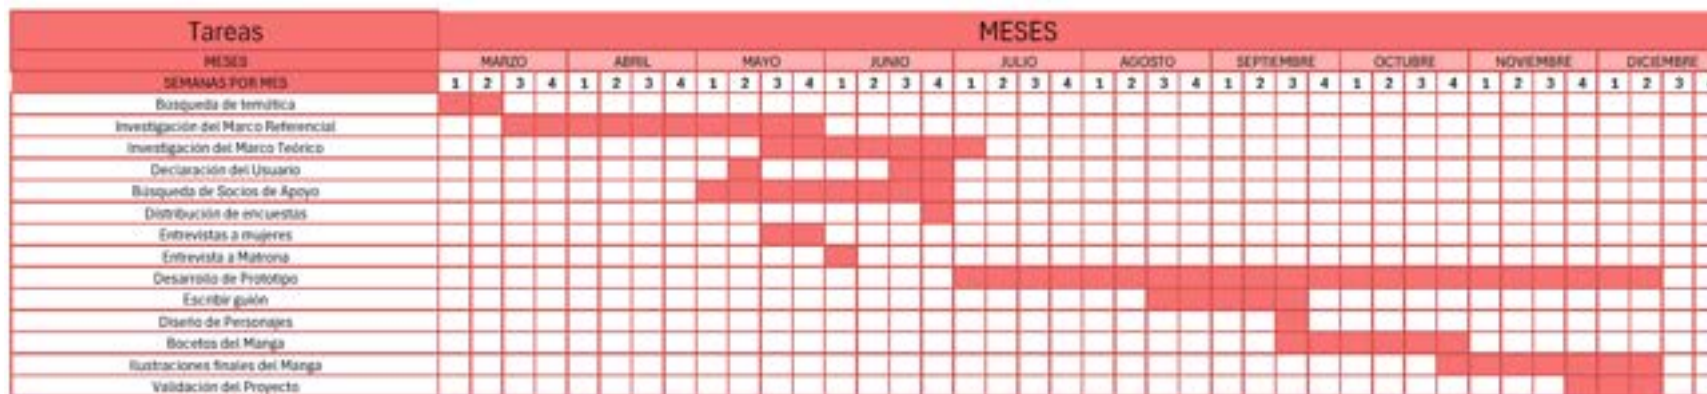 Tareas MESES
MESES MARZO ABRIL MAYO JUNIO JULIO AGOSTO SEPTIEMBRE OCTUBRE NOVIEMBRE DICIEMBRE
SEMANAS POR MES 1 2 3 4 1 2 3 4 1 2 3 4 1 2 3 4 1 2 3 4 1 2 3 4 1 2 3 4 1 2 3 4 1 2 3 4 1 2 3
Búsqueda de temática
Investigación del Marco Referencial
Investigación del Marco Teórico
Declaración del Usuario
Búsqueda de Socios de Apoyo
Distribución de encuestas
Entrevistas a mujeres
Entrevista a Matrona
Desarrollo de Prototipo
Escribir guión
Diseño de Personajes
Bocetos del Manga
Ilustraciones finales del Manga
Validación del Proyecto